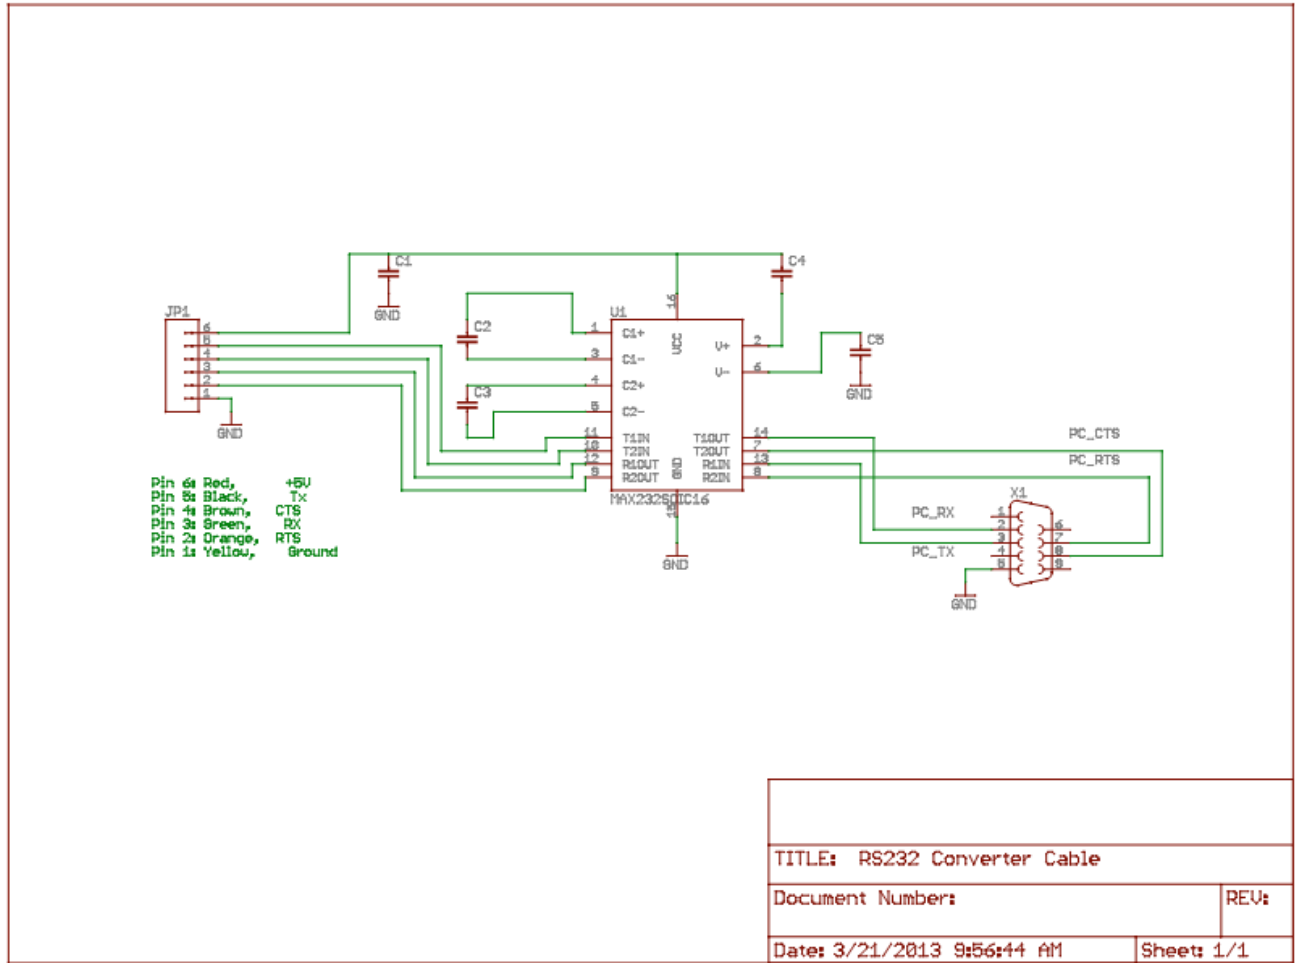 C1
C4
GND
JP1
6
5
4
3
2
1
GND
C2
C3
U1
16
VCC
1 C1+
3 C1-
4 C2+
5 C2-
11 T1IN
10 T2IN
12 R1OUT
9 R2OUT
V+ 2
V- 6
T1OUT 14
T2OUT 7
R1IN 13
R2IN 8
GND
15
MAX232SOIC16
GND
C5
GND
PC_CTS
PC_RTS
X1
PC_RX
PC_TX
1
2
3
4
5
6
7
8
9
GND
Pin 6: Red, +5V
Pin 5: Black, Tx
Pin 4: Brown, CTS
Pin 3: Green, RX
Pin 2: Orange, RTS
Pin 1: Yellow, Ground
TITLE: RS232 Converter Cable
Document Number:
REV:
Date: 3/21/2013 9:56:44 AM
Sheet: 1/1